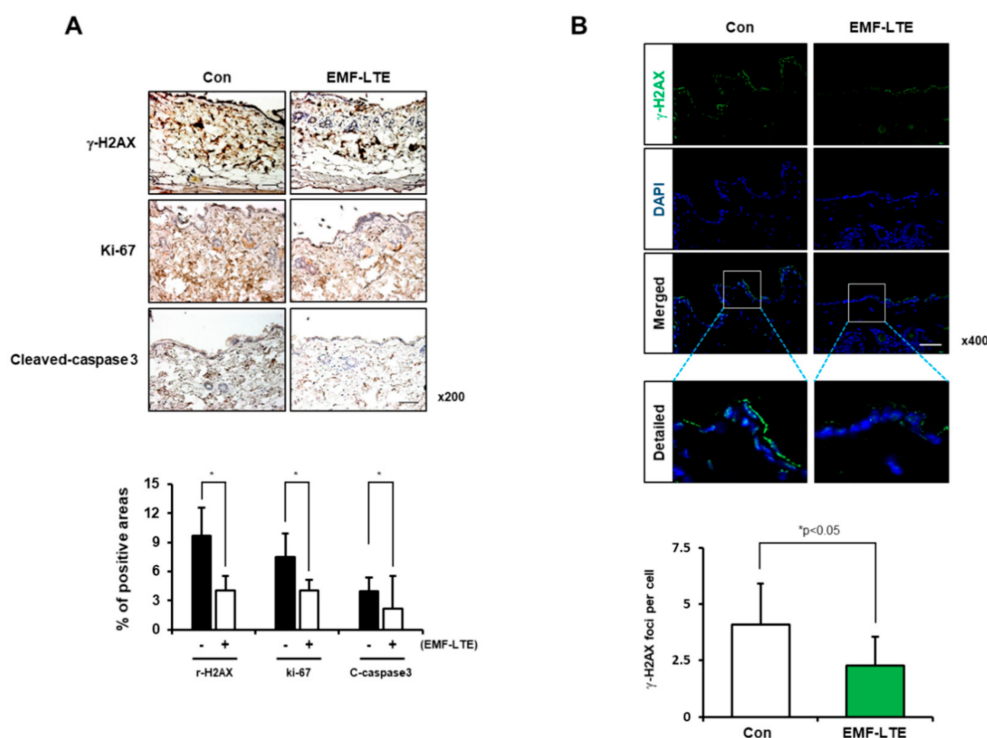 A
Con
EMF-LTE
γ-H2AX
Ki-67
Cleaved-caspase 3
x200
% of positive areas
15
12
9
6
3
0
*
*
*
-
+
-
+
-
+
(EMF-LTE)
r-H2AX
ki-67
C-caspase3
B
Con
EMF-LTE
γ-H2AX
DAPI
Merged
x400
Detailed
γ-H2AX foci per cell
7.5
5
2.5
0
*p<0.05
Con
EMF-LTE